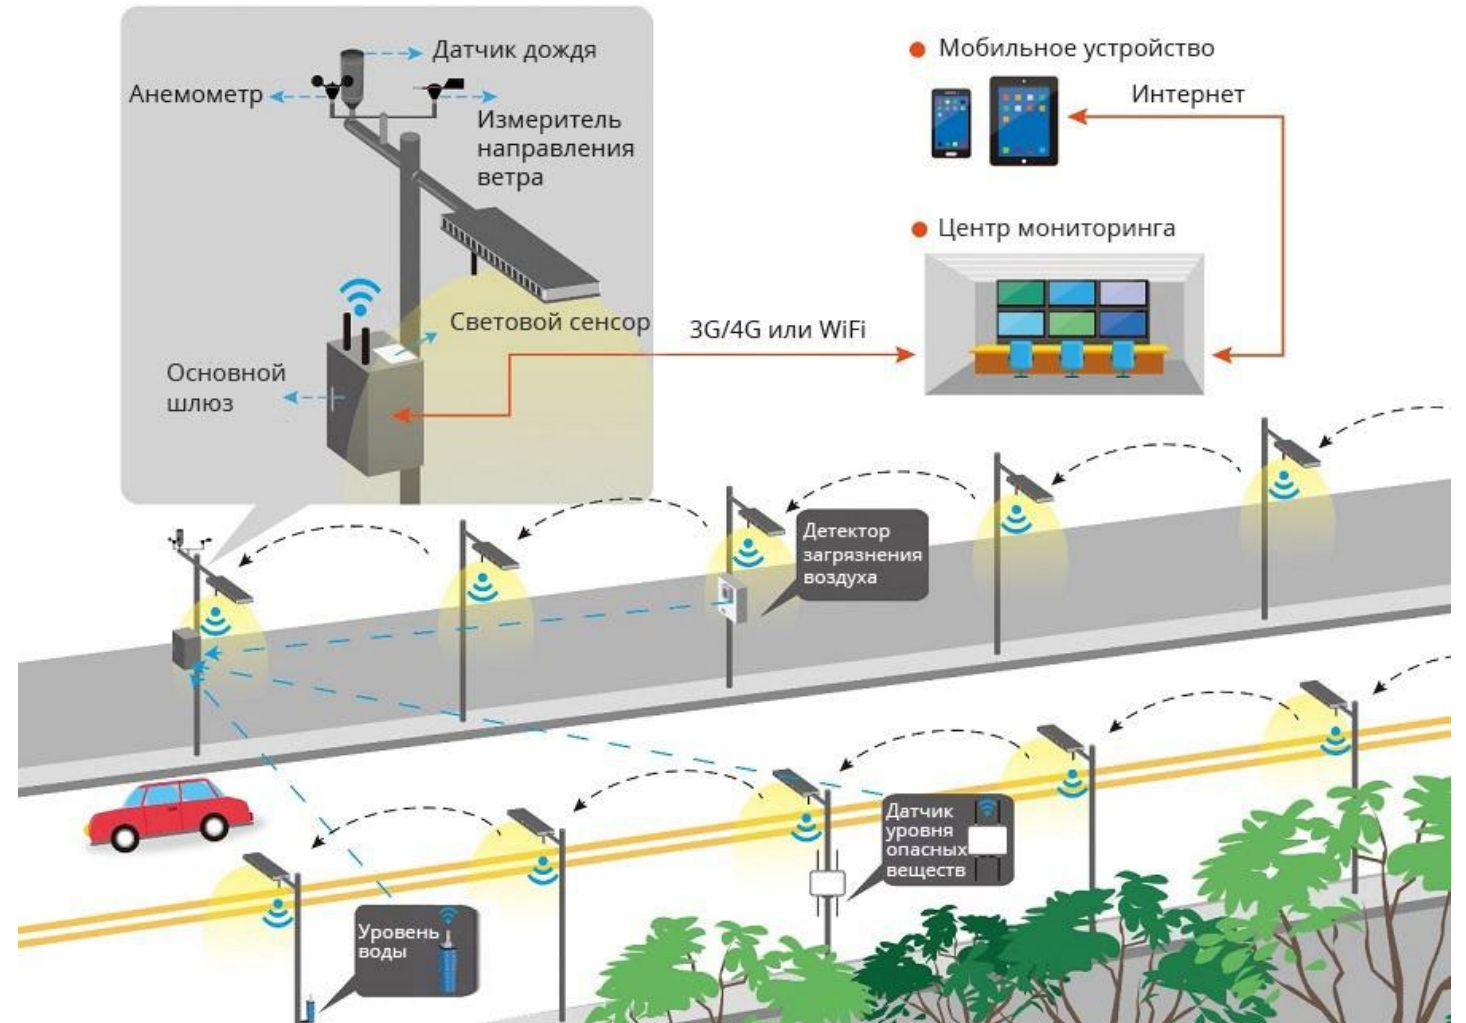 Датчик дождя
Анемометр
Измеритель
направления
ветра
Световой сенсор
Основной
шлюз
Мобильное устройство
Интернет
Центр мониторинга
3G/4G или WiFi
Детектор
загрязнения
воздуха
Датчик
уровня
опасных
веществ
Уровень
воды